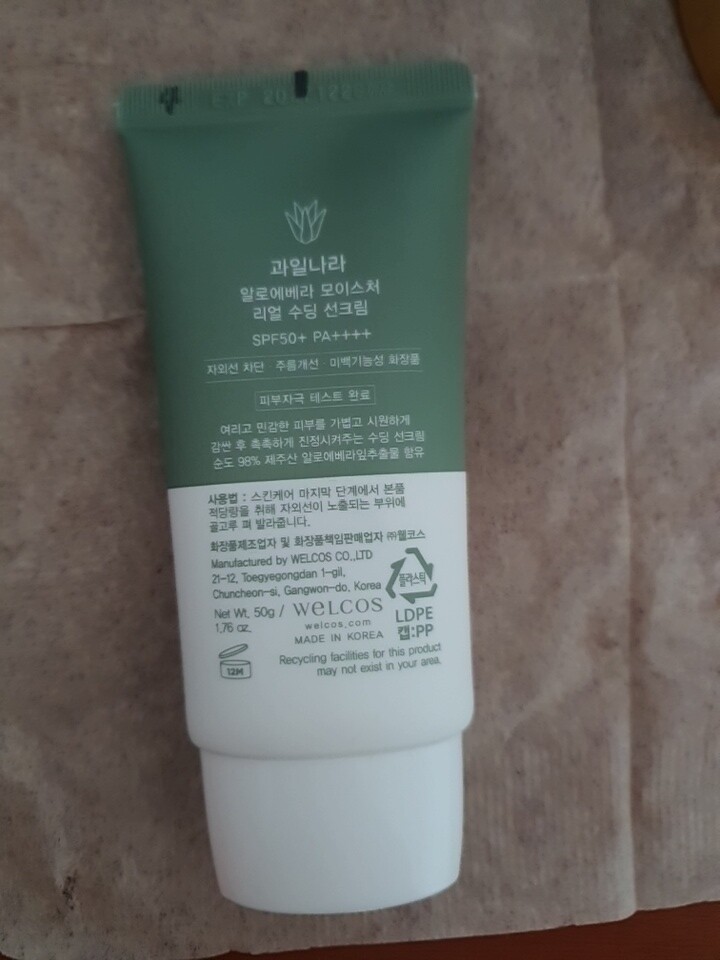 과일나라
알로에베라 모이스처
리얼 수딩 선크림
SPF50+ PA++++
자외선 차단 · 주름개선 · 미백기능성 화장품
피부자극 테스트 완료
여리고 민감한 피부를 가볍고 시원하게
감싼 후 촉촉하게 진정시켜주는 수딩 선크림
순도 98% 제주산 알로에베라잎추출물 함유
사용법 : 스킨케어 마지막 단계에서 본품
적당량을 취해 자외선이 노출되는 부위에
골고루 펴 발라줍니다.
화장품제조업자 및 화장품책임판매업자 ㈜웰코스
Manufactured by WELCOS CO.,LTD
21-12, Toegyegongdan 1-gil,
Chuncheon-si, Gangwon-do, Korea
Net Wt. 50g /
1.76 oz.
WELCOS
welcos.com
MADE IN KOREA
플라스틱
LDPE
캡:PP
12M
Recycling facilities for this product
may not exist in your area.